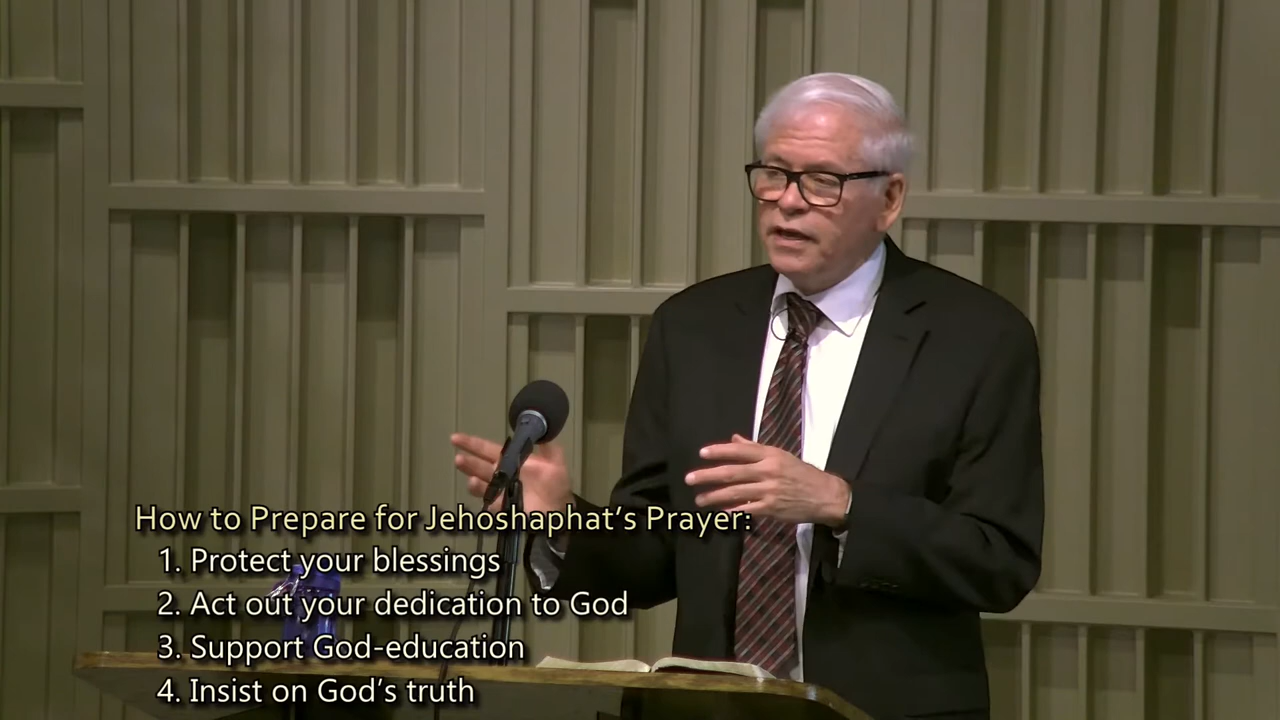 How to Prepare for Jehoshaphat's Prayer:
1. Protect your blessings
2. Act out your dedication to God
3. Support God-education
4. Insist on God's truth